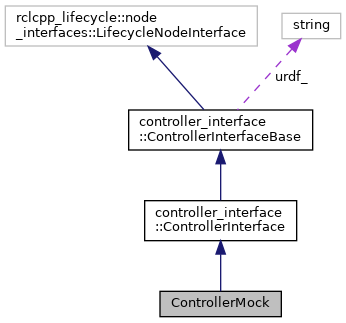 rclcpp_lifecycle::node
_interfaces::LifecycleNodeInterface
string
urdf_
controller_interface
::ControllerInterfaceBase
controller_interface
::ControllerInterface
ControllerMock